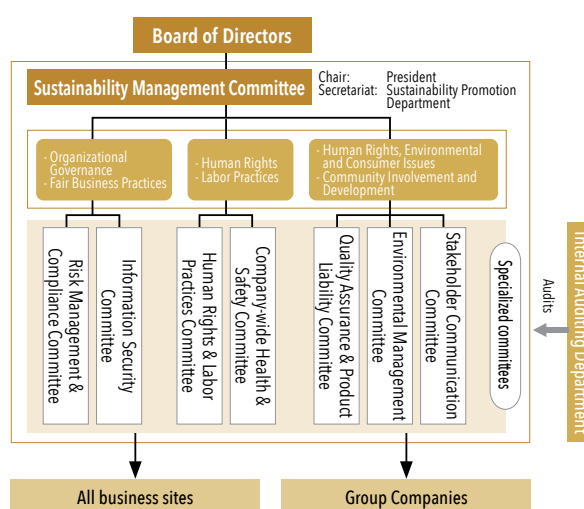 Board of Directors
Sustainability Management Committee
Chair: President
Secretariat: Sustainability Promotion
Department
- Organizational
Governance
- Fair Business Practices
- Human Rights
- Labor Practices
- Human Rights, Environmental
and Consumer Issues
- Community Involvement and
Development
Risk Management &
Compliance Committee
Information Security
Committee
Human Rights & Labor
Practices Committee
Company-wide Health &
Safety Committee
Quality Assurance & Product
Liability Committee
Environmental Management
Committee
Stakeholder Communication
Committee
Specialized committees
Audits
Internal Auditing Department
All business sites
Group Companies